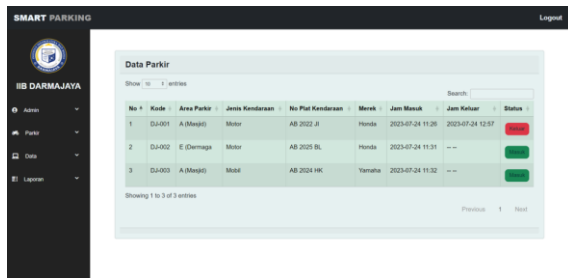 SMART PARKING
Logout
IIB DARMAJAYA
Admin
Parkir
Data
Laporan
Data Parkir
Show 10 entries
Search:
No Kode Area Parkir Jenis Kendaraan No Plat Kendaraan Merek Jam Masuk Jam Keluar Status
1 DJ-001 A (Masjid) Motor AB 2022 JI Honda 2023-07-24 11:26 2023-07-24 12:57 Keluar
2 DJ-002 E (Dermaga Motor AB 2025 BL Honda 2023-07-24 11:31 -- -- Masuk
3 DJ-003 A (Masjid) Mobil AB 2024 HK Yamaha 2023-07-24 11:32 -- -- Masuk
Showing 1 to 3 of 3 entries
Previous 1 Next